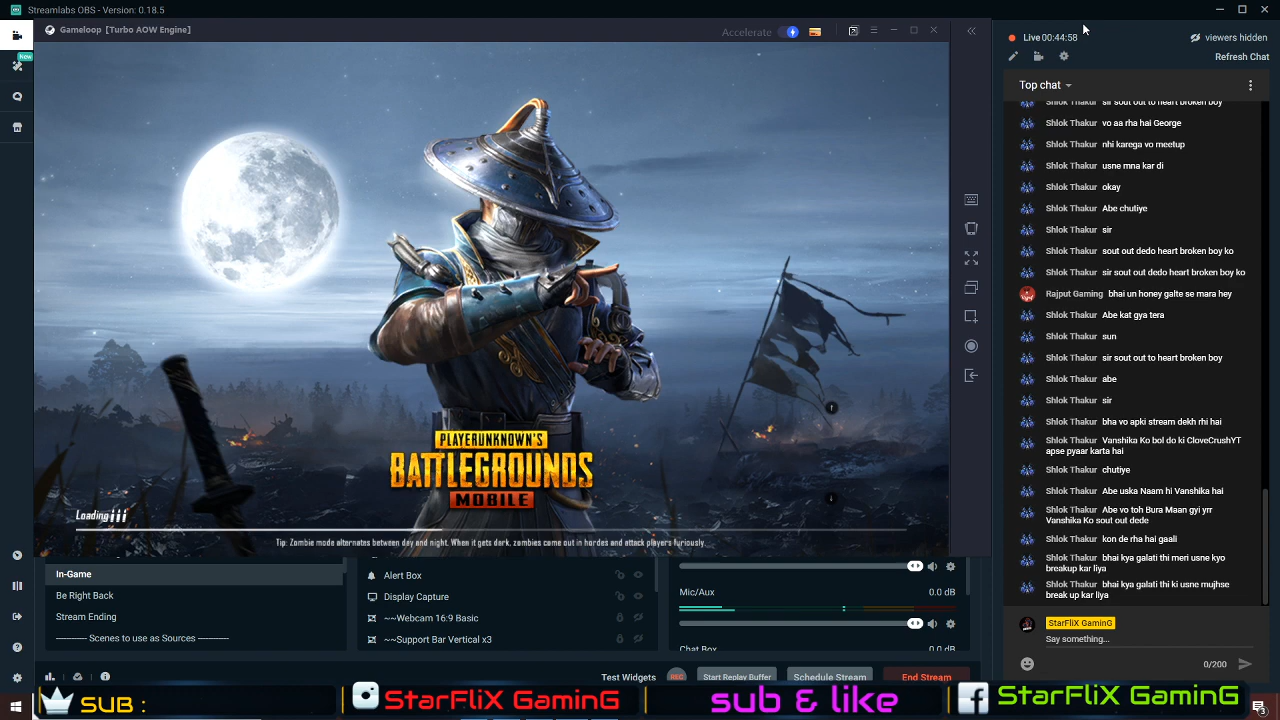 Streamlabs OBS - Version: 0.18.5
Gameloop [Turbo AOW Engine]
Accelerate
New
PLAYERUNKNOWN'S
BATTLEGROUNDS
MOBILE
Loading
Tip: Zombie mode alternates between day and night. When it gets dark, zombies come out in hordes and attack players furiously.
Live 00:44:58
viewers hidden
Refresh Chat
Top chat
Shlok Thakur sir sout out to heart broken boy
Shlok Thakur vo aa rha hai George
Shlok Thakur nhi karega vo meetup
Shlok Thakur usne mna kar di
Shlok Thakur okay
Shlok Thakur Abe chutiye
Shlok Thakur sir
Shlok Thakur sout out dedo heart broken boy ko
Shlok Thakur sir sout out dedo heart broken boy ko
Rajput Gaming bhai un honey galte se mara hey
Shlok Thakur Abe kat gya tera
Shlok Thakur sun
Shlok Thakur sir sout out to heart broken boy
Shlok Thakur abe
Shlok Thakur sir
Shlok Thakur bha vo apki stream dekh rhi hai
Shlok Thakur Vanshika Ko bol do ki CloveCrushYT
apse pyaar karta hai
Shlok Thakur chutiye
Shlok Thakur Abe uska Naam hi Vanshika hai
Shlok Thakur Abe vo toh Bura Maan gyi yrr
Vanshika Ko sout out dede
Shlok Thakur kon de rha hai gaali
Shlok Thakur bhai kya galati thi meri usne kyo
breakup kar liya
Shlok Thakur bhai kya galati thi ki usne mujhse
break up kar liya
StarFliX GaminG
Say something...
0/200
In-Game
Be Right Back
Stream Ending
Scenes to use as Sources
Alert Box
Display Capture
~~Webcam 16:9 Basic
~~Support Bar Vertical x3
Mic/Aux
0.0 dB
Chat Box
0.0 dB
Test Widgets
REC
Start Replay Buffer
Schedule Stream
End Stream
SUB :
StarFliX GaminG
sub & like
StarFliX GaminG